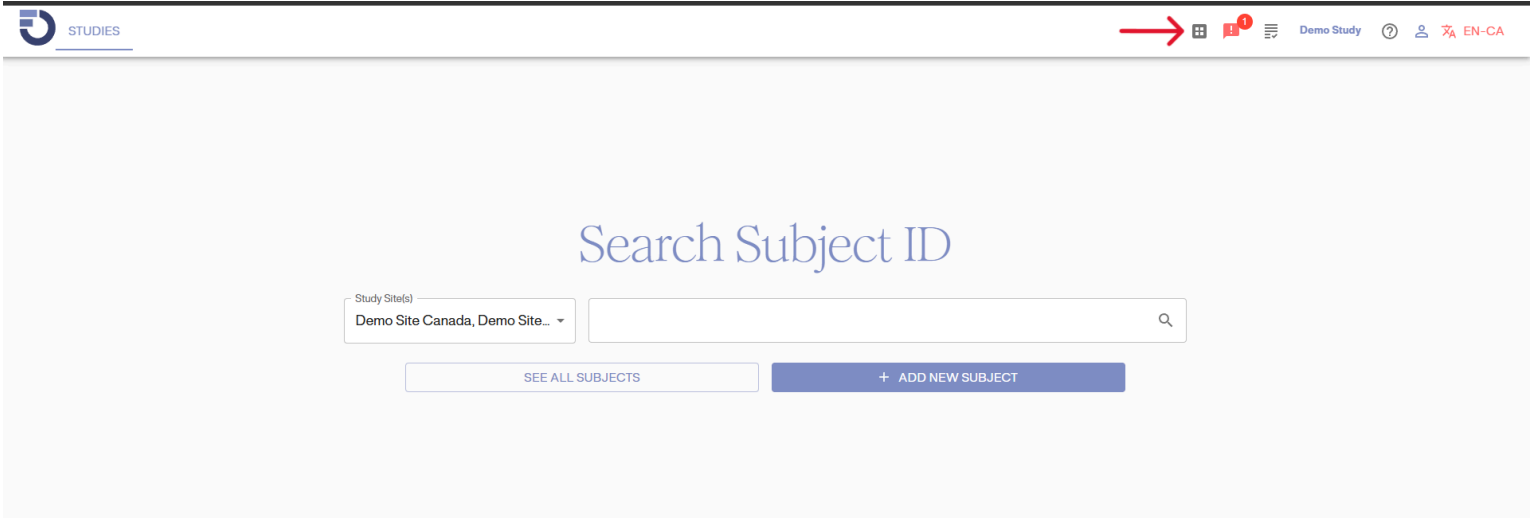 STUDIES
1
Demo Study
EN-CA
Search Subject ID
Study Site(s)
Demo Site Canada, Demo Site...
SEE ALL SUBJECTS
+ ADD NEW SUBJECT